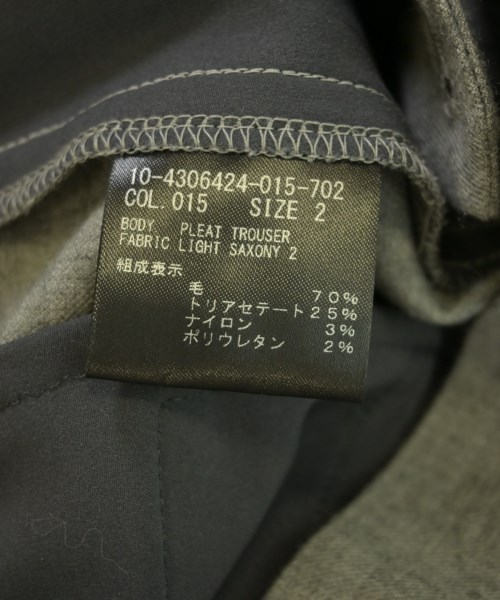 10-4306424-015-702
COL.015 SIZE 2
BODY PLEAT TROUSER
FABRIC LIGHT SAXONY 2
組成表示
毛 70%
トリアセテート25%
ナイロン 3%
ポリウレタン 2%